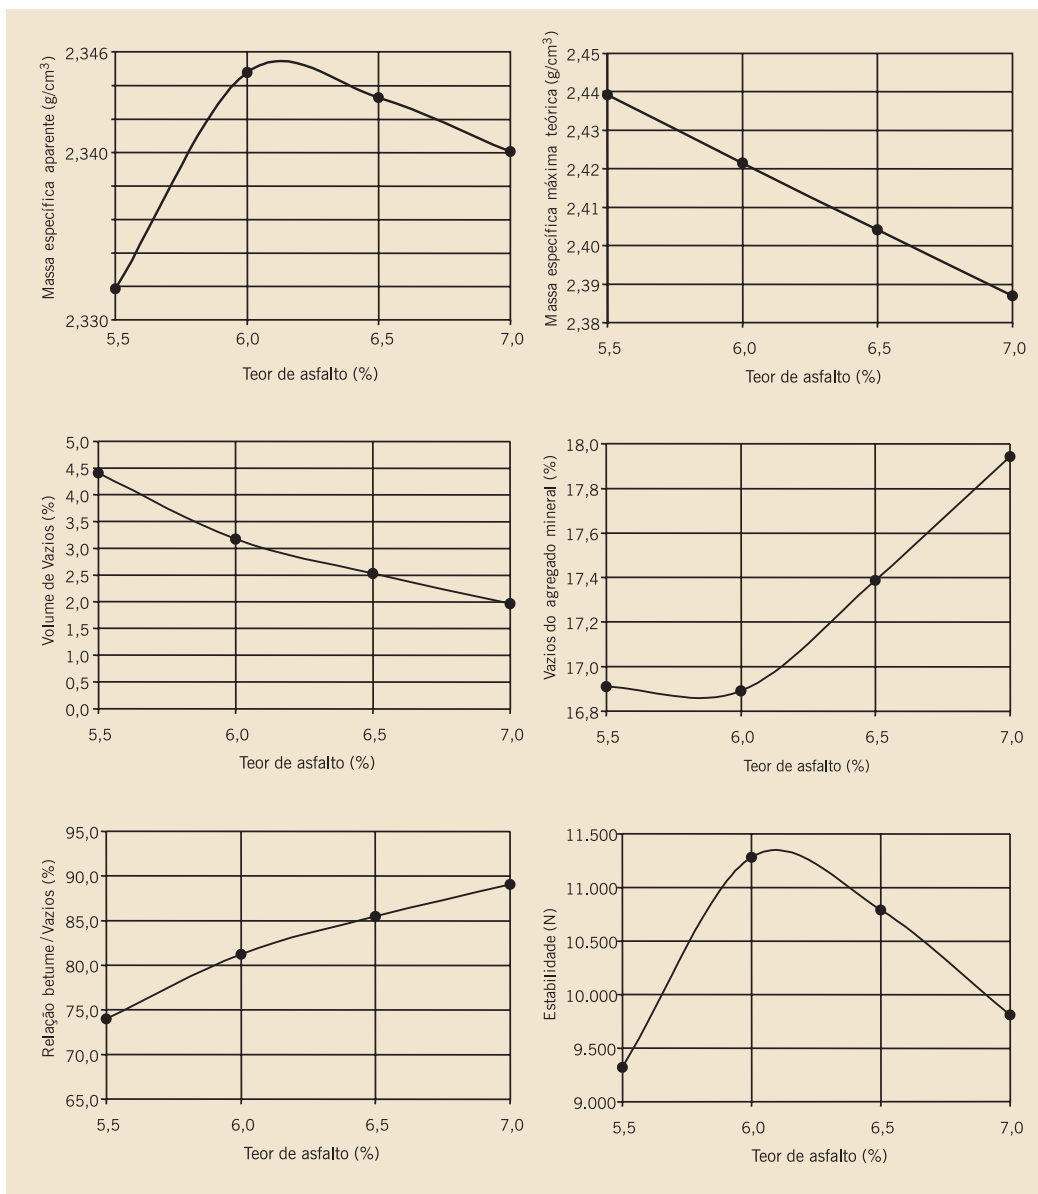 Massa específica aparente (g/cm³)
2,346
2,340
2,330
5,5 6,0 6,5 7,0
Teor de asfalto (%)
Massa específica máxima teórica (g/cm³)
2,45
2,44
2,43
2,42
2,41
2,40
2,39
2,38
5,5 6,0 6,5 7,0
Teor de asfalto (%)
Volume de Vazios (%)
5,0
4,5
4,0
3,5
3,0
2,5
2,0
1,5
1,0
0,5
0,0
5,5 6,0 6,5 7,0
Teor de asfalto (%)
Vazios do agregado mineral (%)
18,0
17,8
17,6
17,4
17,2
17,0
16,8
5,5 6,0 6,5 7,0
Teor de asfalto (%)
Relação betume/Vazios (%)
95,0
90,0
85,0
80,0
75,0
70,0
65,0
5,5 6,0 6,5 7,0
Teor de asfalto (%)
Estabilidade (N)
11.500
11.000
10.500
10.000
9.500
9.000
5,5 6,0 6,5 7,0
Teor de asfalto (%)